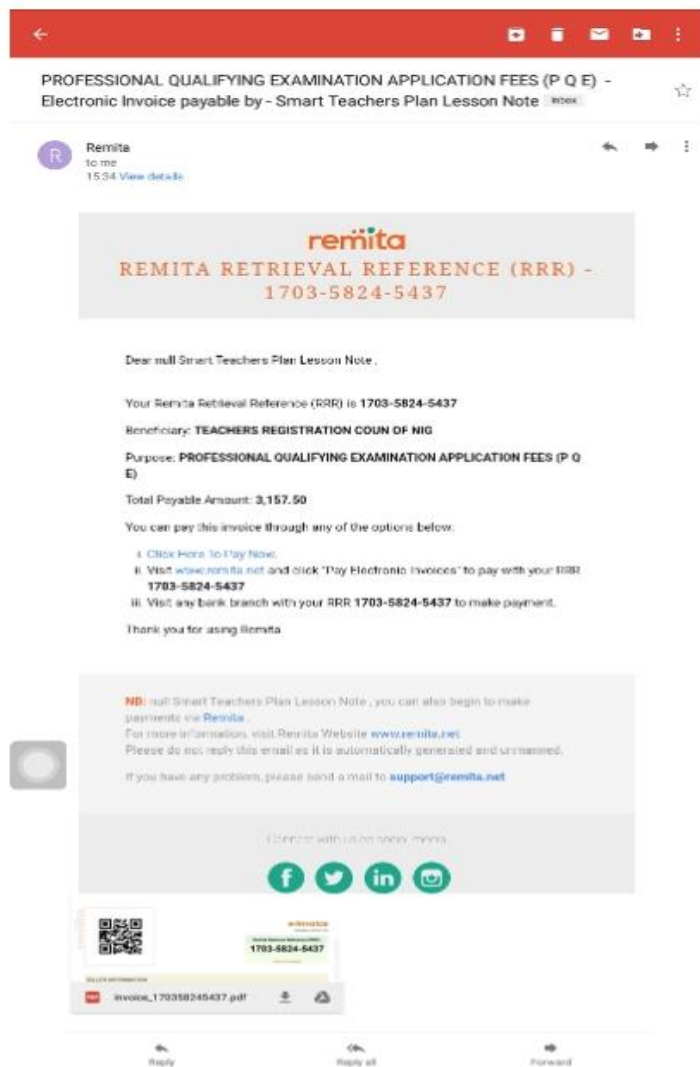 PROFESSIONAL QUALIFYING EXAMINATION APPLICATION FEES (P Q E) -
Electronic Invoice payable by - Smart Teachers Plan Lesson Note Inbox
R
Remita
to me
15:34 View details
remita
REMITA RETRIEVAL REFERENCE (RRR) -
1703-5824-5437
Dear null Smart Teachers Plan Lesson Note ,
Your Remita Retrieval Reference (RRR) is 1703-5824-5437
Beneficiary: TEACHERS REGISTRATION COUN OF NIG
Purpose: PROFESSIONAL QUALIFYING EXAMINATION APPLICATION FEES (P Q
E)
Total Payable Amount: 3,157.50
You can pay this invoice through any of the options below:
i. Click Here To Pay Now.
ii. Visit www.remita.net and click "Pay Electronic Invoices" to pay with your RRR
1703-5824-5437
iii. Visit any bank branch with your RRR 1703-5824-5437 to make payment.
Thank you for using Remita
NB: null Smart Teachers Plan Lesson Note , you can also begin to make
payments via Remita .
For more information, visit Remita Website www.remita.net
Please do not reply this email as it is automatically generated and unmanned.
If you have any problem, please send a mail to support@remita.net
Connect with us on social media
e-Invoice
1703-5824-5437
invoice_170358245437.pdf
Reply
Reply all
Forward